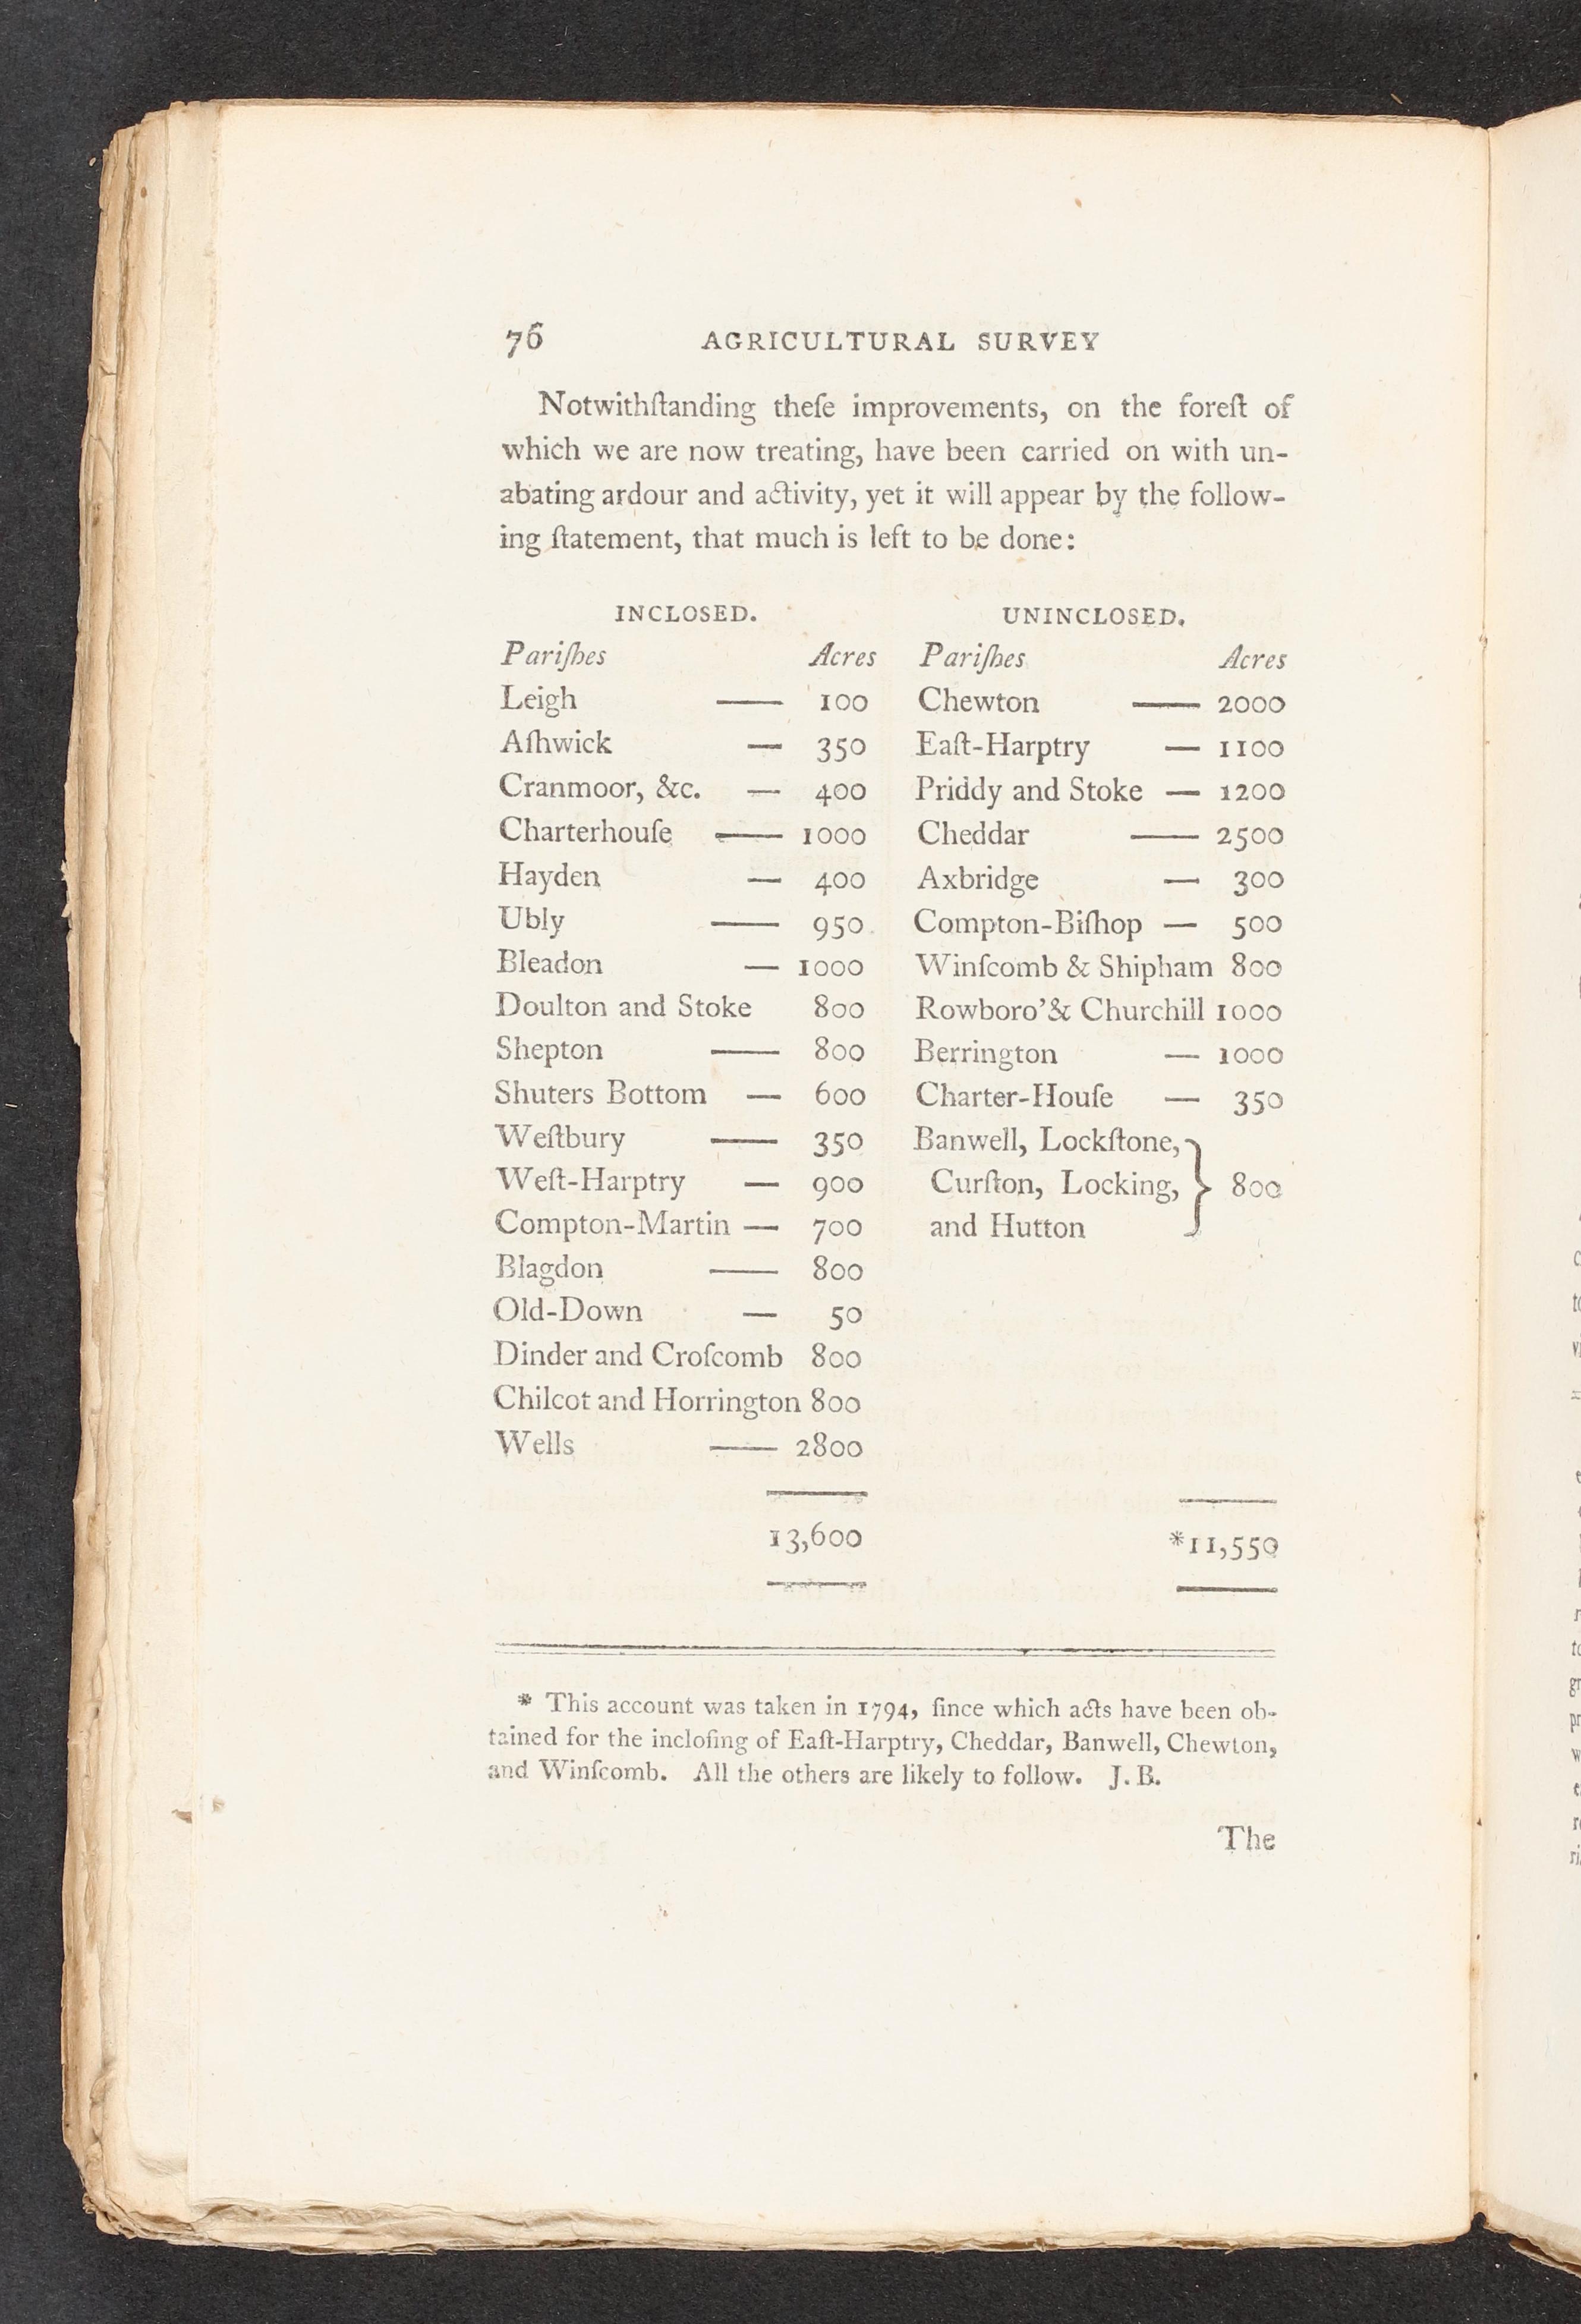 76 AGRICULTURAL SURVEY
Notwithſtanding theſe improvements, on the foreſt of
which we are now treating, have been carried on with un-
abating ardour and activity, yet it will appear by the follow-
ing ſtatement, that much is left to be done:
INCLOSED. UNINCLOSED.
Pariſhes Acres Pariſhes Acres
Leigh — 100 Chewton — 2000
Aſhwick — 350 Eaſt-Harptry — 1100
Cranmoor, &c. — 400 Priddy and Stoke — 1200
Charterhouſe — 1000 Cheddar — 2500
Hayden — 400 Axbridge — 300
Ubly — 950 Compton-Biſhop — 500
Bleadon — 1000 Winſcomb & Shipham 800
Doulton and Stoke 800 Rowboro'& Churchill 1000
Shepton — 800 Berrington — 1000
Shuters Bottom — 600 Charter-Houſe — 350
Weſtbury — 350 Banwell, Lockſtone,
Weſt-Harptry — 900 Curſton, Locking, } 800
Compton-Martin — 700 and Hutton
Blagdon — 800
Old-Down — 50
Dinder and Croſcomb 800
Chilcot and Horrington 800
Wells — 2800
13,600 *11,550
* This account was taken in 1794, ſince which acts have been ob-
tained for the incloſing of Eaſt-Harptry, Cheddar, Banwell, Chewton,
and Winſcomb. All the others are likely to follow. J. B.
The